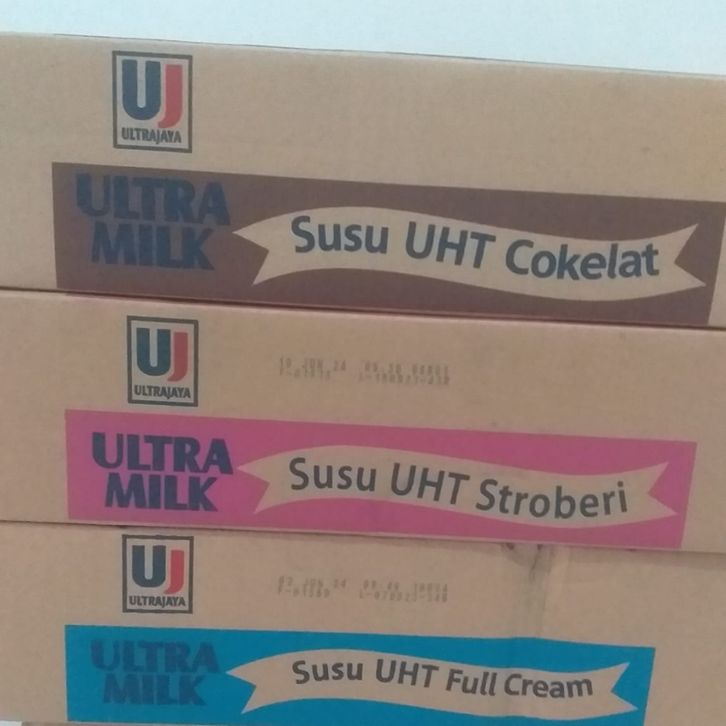 UJ
ULTRAJAYA
ULTRA
MILK
Susu UHT Cokelat
UJ
ULTRAJAYA
ULTRA
MILK
Susu UHT Stroberi
UJ
ULTRAJAYA
ULTRA
MILK
Susu UHT Full Cream